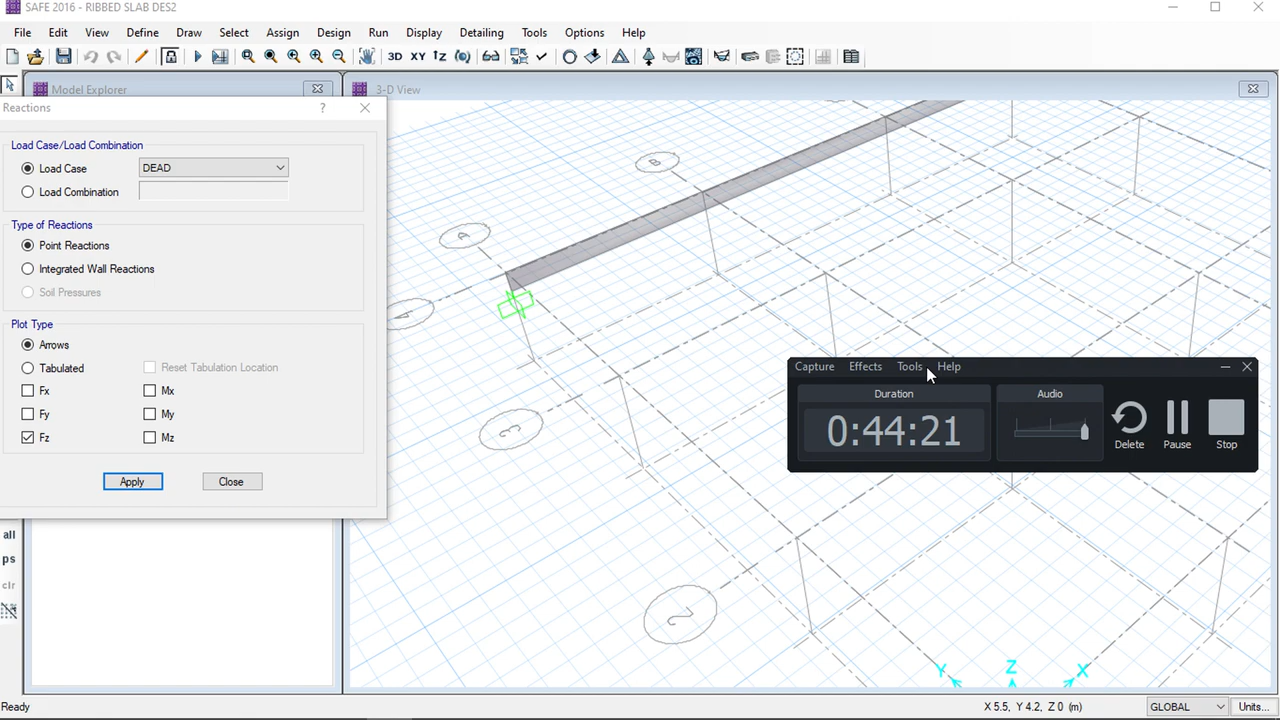 SAFE 2016 - RIBBED SLAB DES2
File Edit View Define Draw Select Assign Design Display Run Detailing Tools Options Help
3D XY 1Z
Model Explorer
3-D View
Reactions ?
Load Case/Load Combination
Load Case DEAD
Load Combination
Type of Reactions
Point Reactions
Integrated Wall Reactions
Soil Pressures
Plot Type
Arrows
Tabulated Reset Tabulation Location
Fx Mx
Fy My
Fz Mz
Apply Close
all
ps
clr
B
A
4
3
2
Capture Effects Tools Help
Duration Audio
0:44:21
Delete Pause Stop
Y Z X
Ready X 5.5, Y 4.2, Z 0 (m) GLOBAL Units...